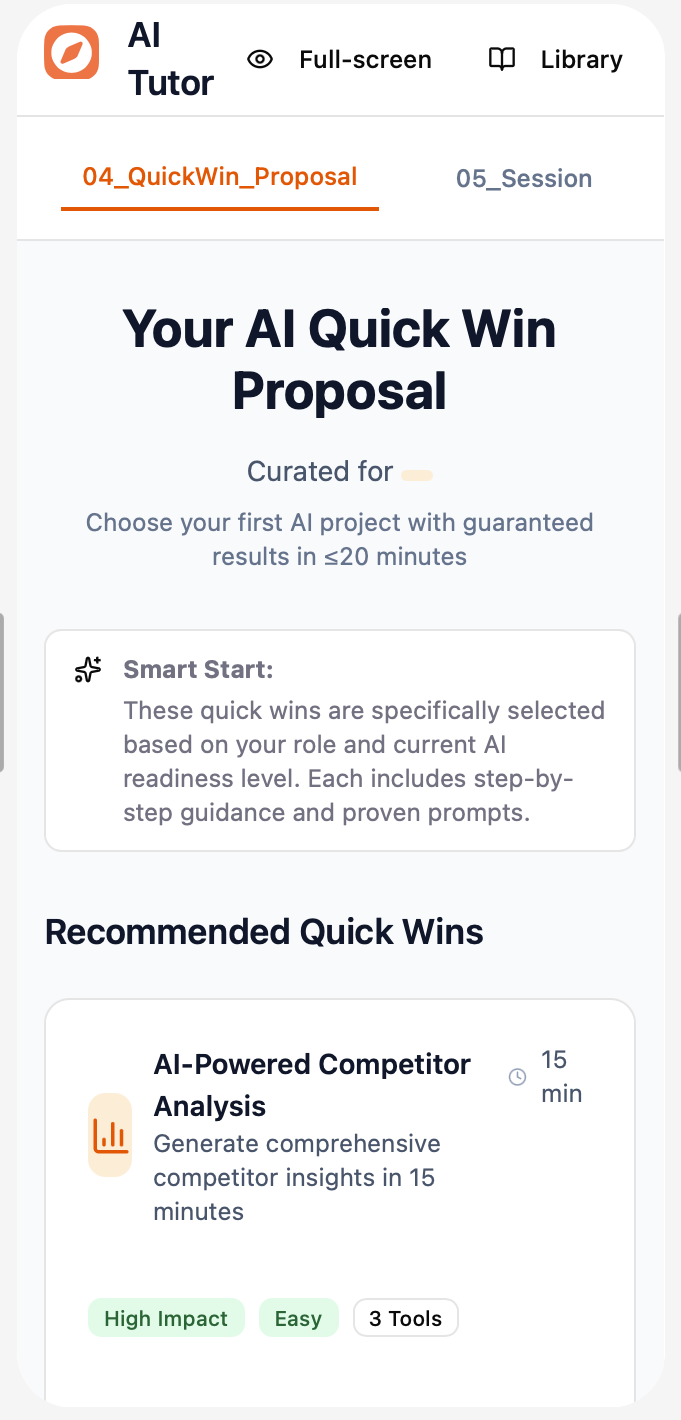 AI
Tutor
Full-screen
Library
04_QuickWin_Proposal
05_Session
Your AI Quick Win
Proposal
Curated for
Choose your first AI project with guaranteed
results in ≤20 minutes
Smart Start:
These quick wins are specifically selected
based on your role and current AI
readiness level. Each includes step-by-
step guidance and proven prompts.
Recommended Quick Wins
AI-Powered Competitor
Analysis
15
min
Generate comprehensive
competitor insights in 15
minutes
High Impact
Easy
3 Tools